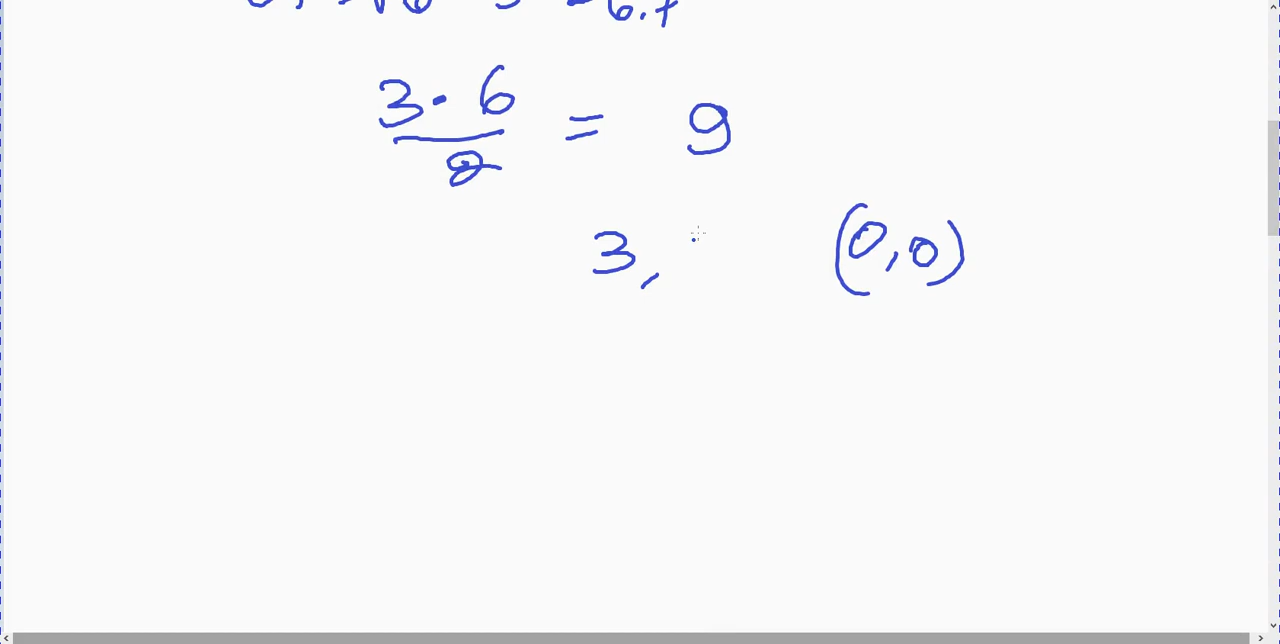 3 · 6 / 2 = 9
3, (0,0)